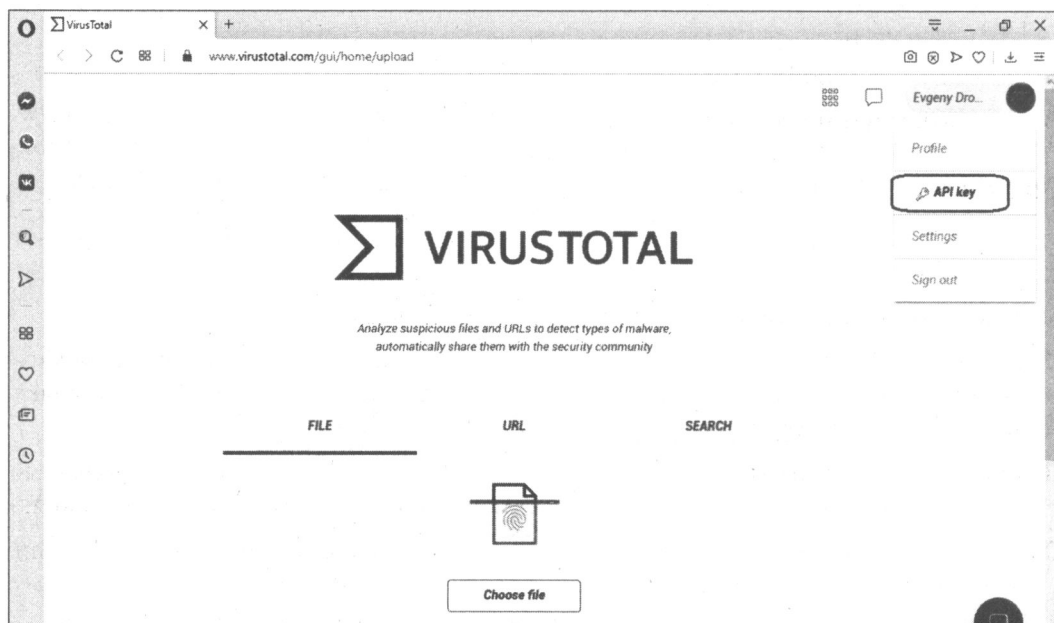 VirusTotal
www.virustotal.com/gui/home/upload
Evgeny Dro...
Profile
API key
Settings
Sign out
VIRUSTOTAL
Analyze suspicious files and URLs to detect types of malware,
automatically share them with the security community
FILE URL SEARCH
Choose file